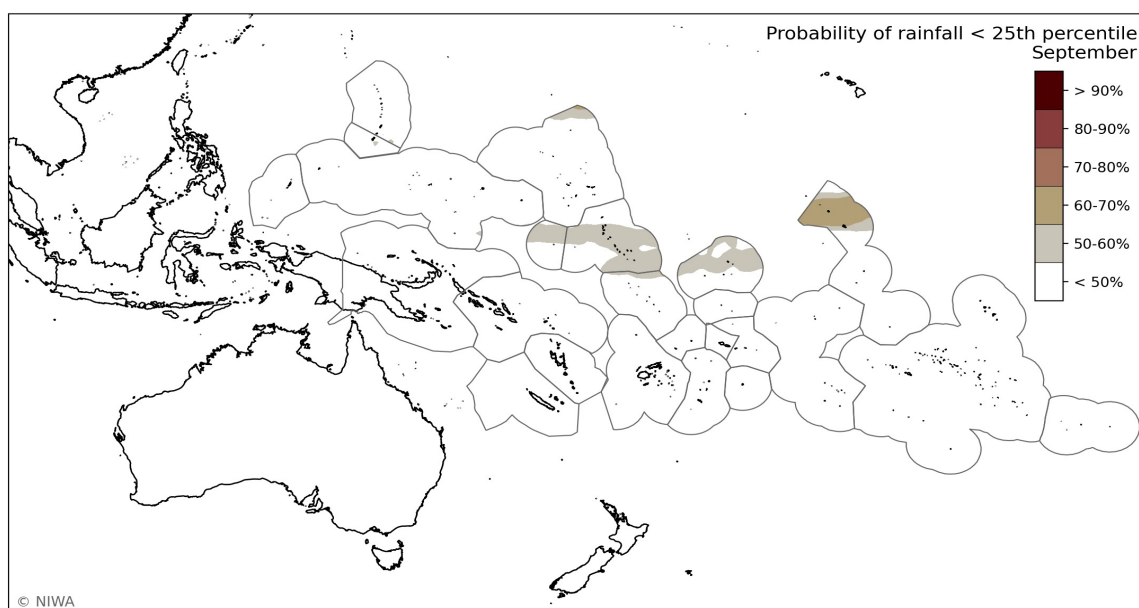 Probability of rainfall < 25th percentile
September
> 90%
80-90%
70-80%
60-70%
50-60%
< 50%
© NIWA